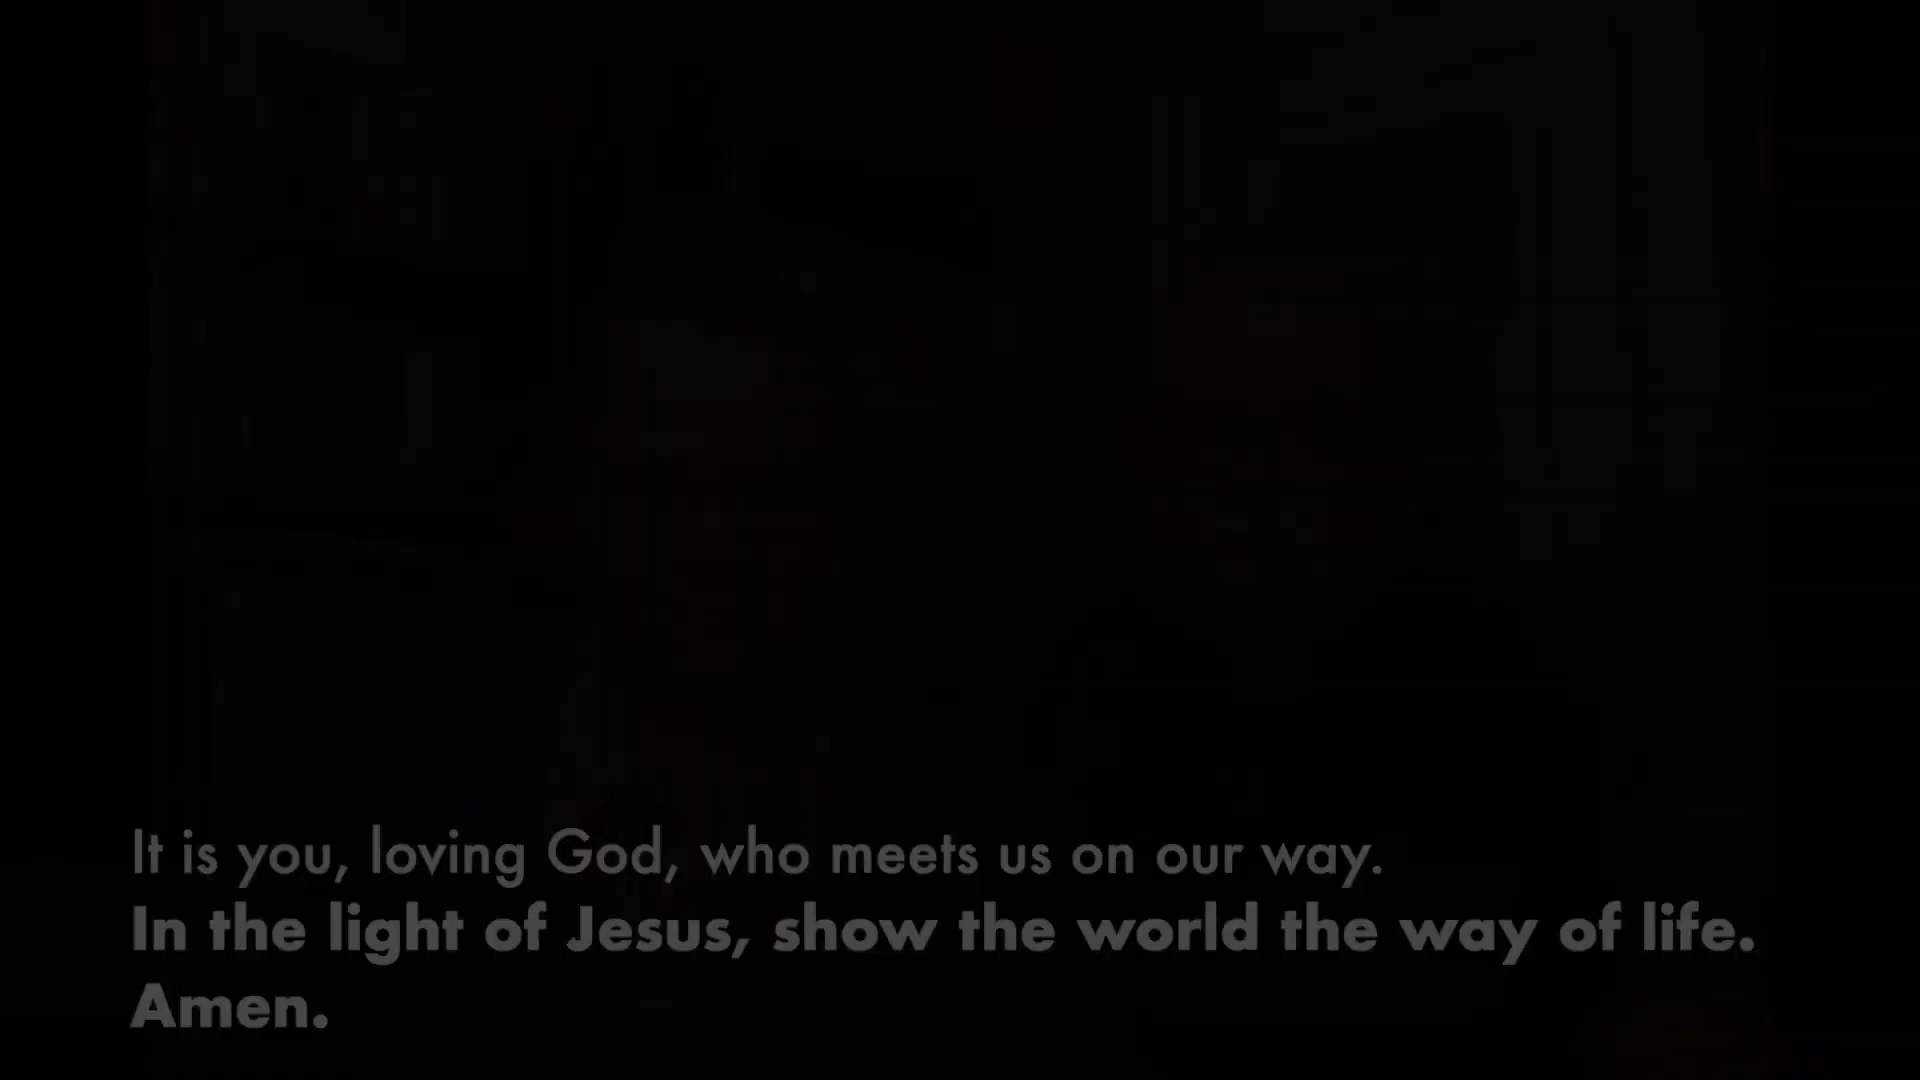 It is you, loving God, who meets us on our way.
In the light of Jesus, show the world the way of life.
Amen.